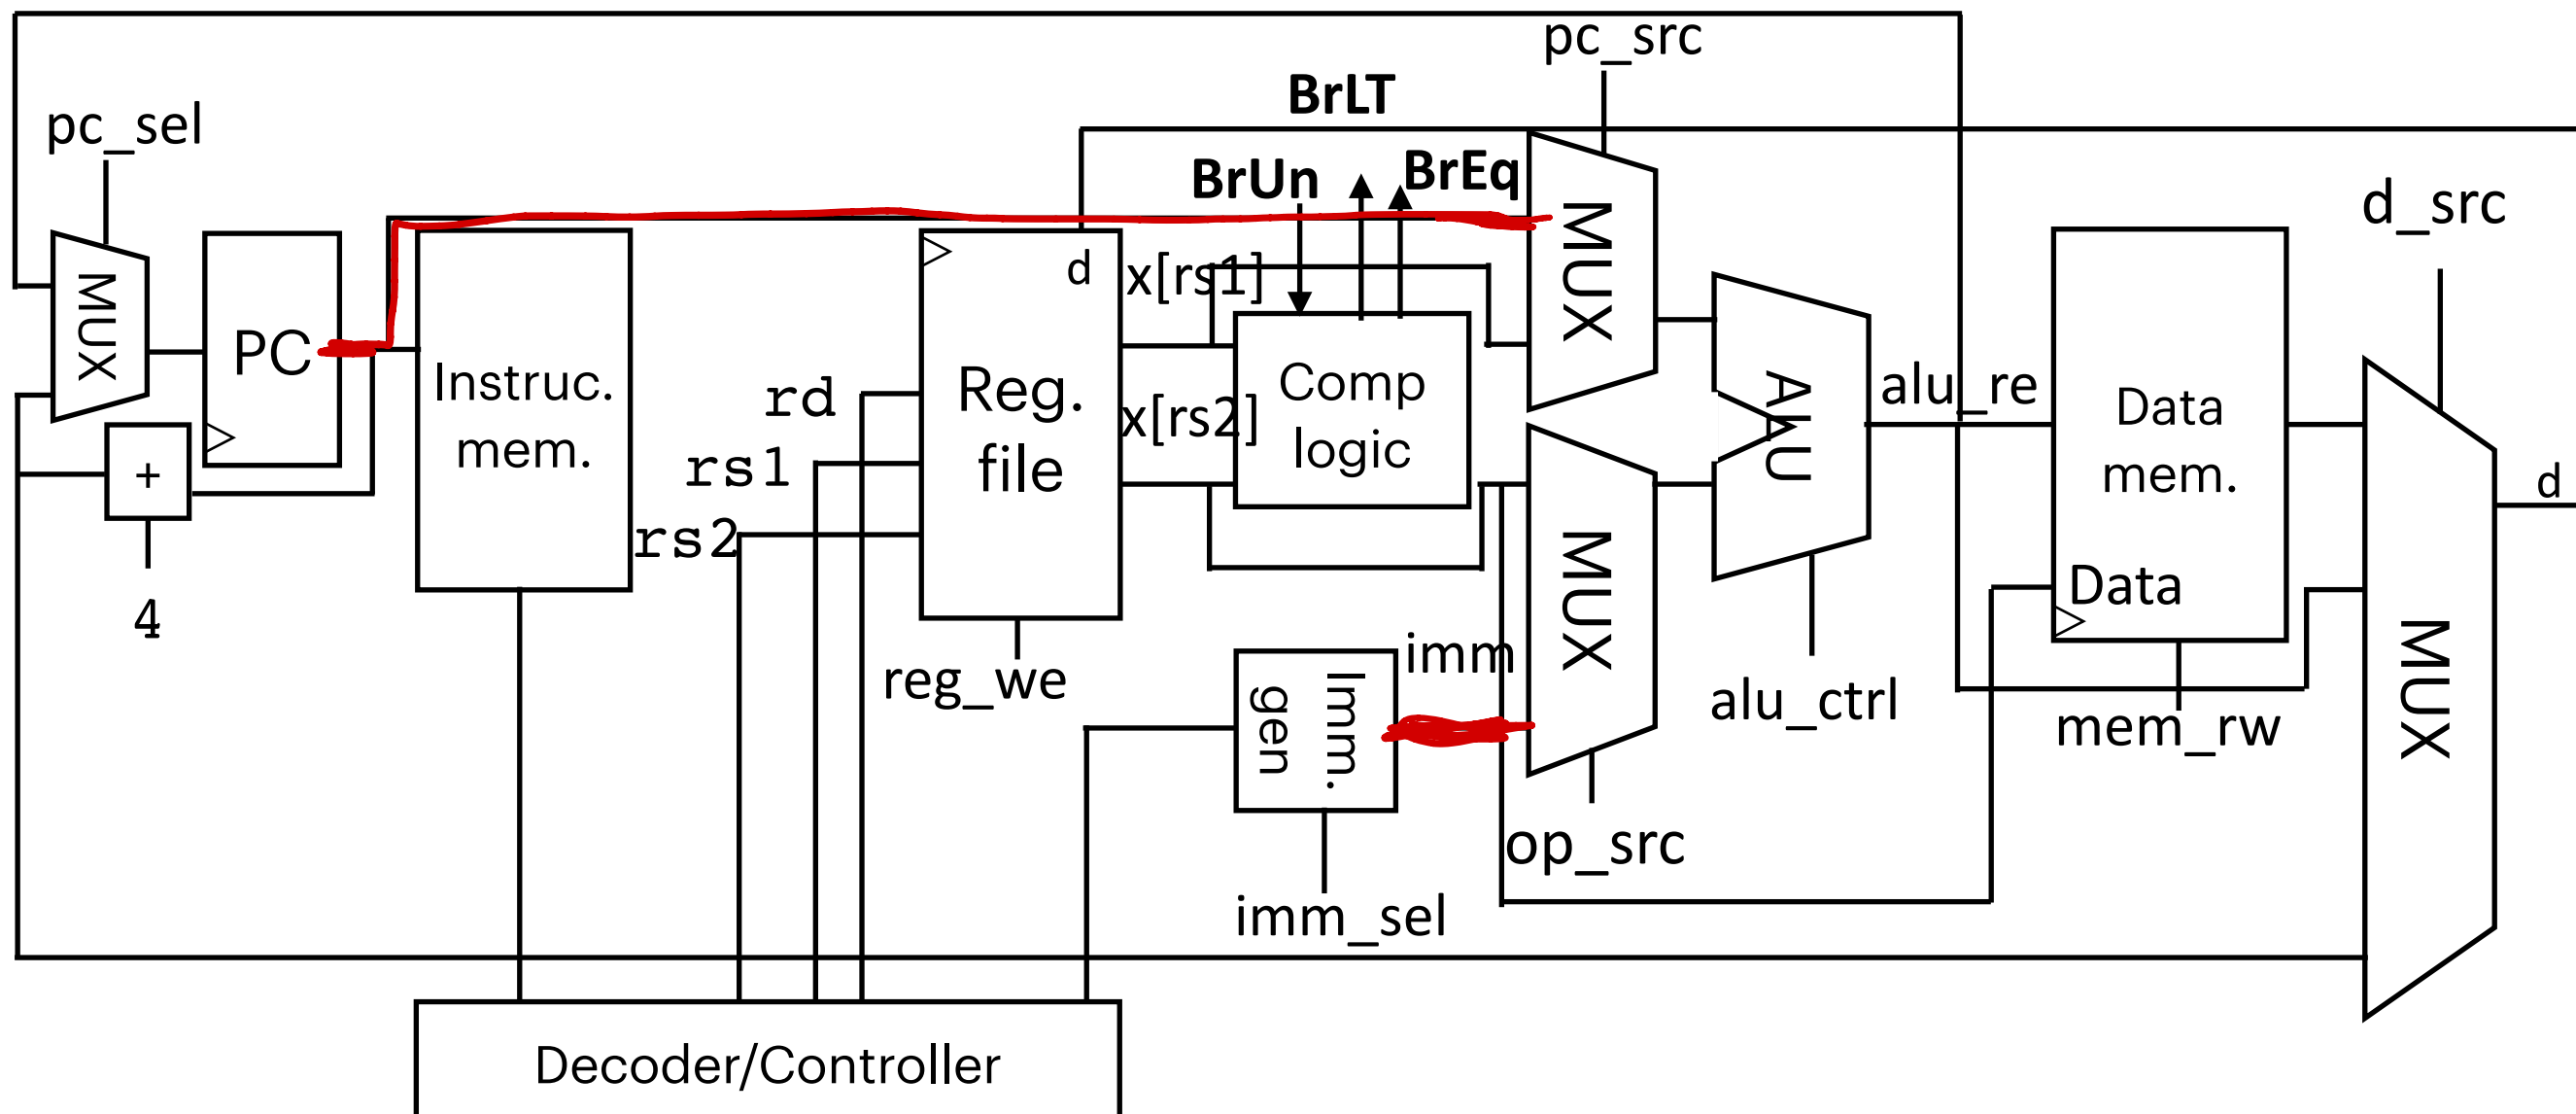 pc_src
BrLT
pc_sel
BrUn
BrEq
d_src
MUX
d
x[rs1]
MUX
PC
Instruc.
mem.
rd
Reg.
file
x[rs2]
Comp
logic
ALU
alu_re
Data
mem.
+
rs1
rs2
d
4
MUX
Data
reg_we
imm
Imm.
gen
alu_ctrl
mem_rw
MUX
op_src
imm_sel
Decoder/Controller